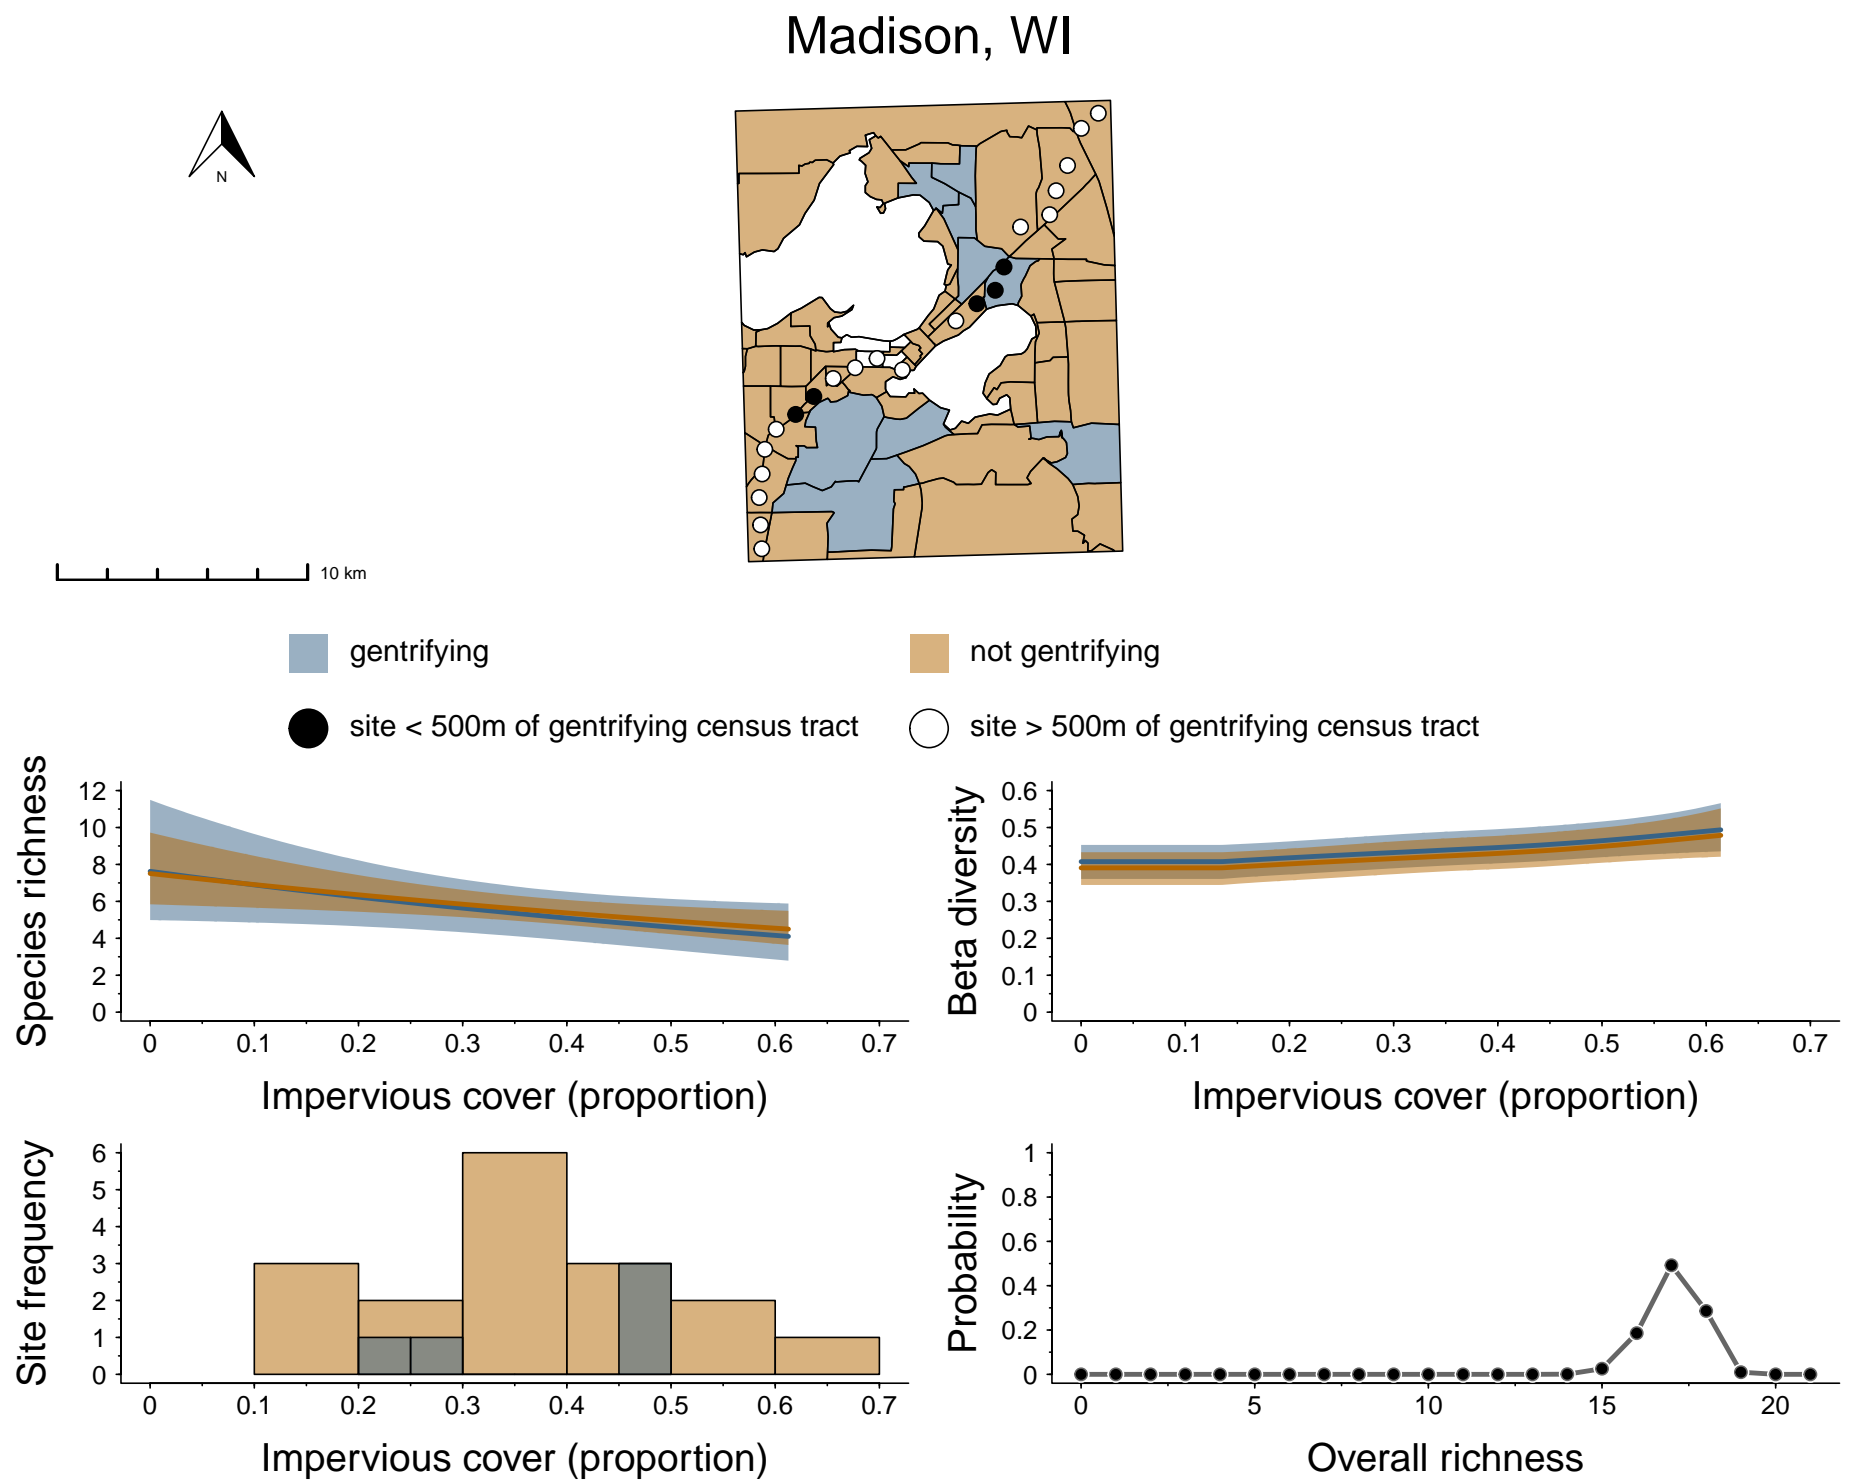 Madison, WI
N
10 km
gentrifying
not gentrifying
site < 500m of gentrifying census tract
site > 500m of gentrifying census tract
Species richness
12
10
8
6
4
2
0
0 0.1 0.2 0.3 0.4 0.5 0.6 0.7
Impervious cover (proportion)
Beta diversity
0.6
0.5
0.4
0.3
0.2
0.1
0
0 0.1 0.2 0.3 0.4 0.5 0.6 0.7
Impervious cover (proportion)
Site frequency
6
5
4
3
2
1
0
0 0.1 0.2 0.3 0.4 0.5 0.6 0.7
Impervious cover (proportion)
Probability
1
0.8
0.6
0.4
0.2
0
0 5 10 15 20
Overall richness